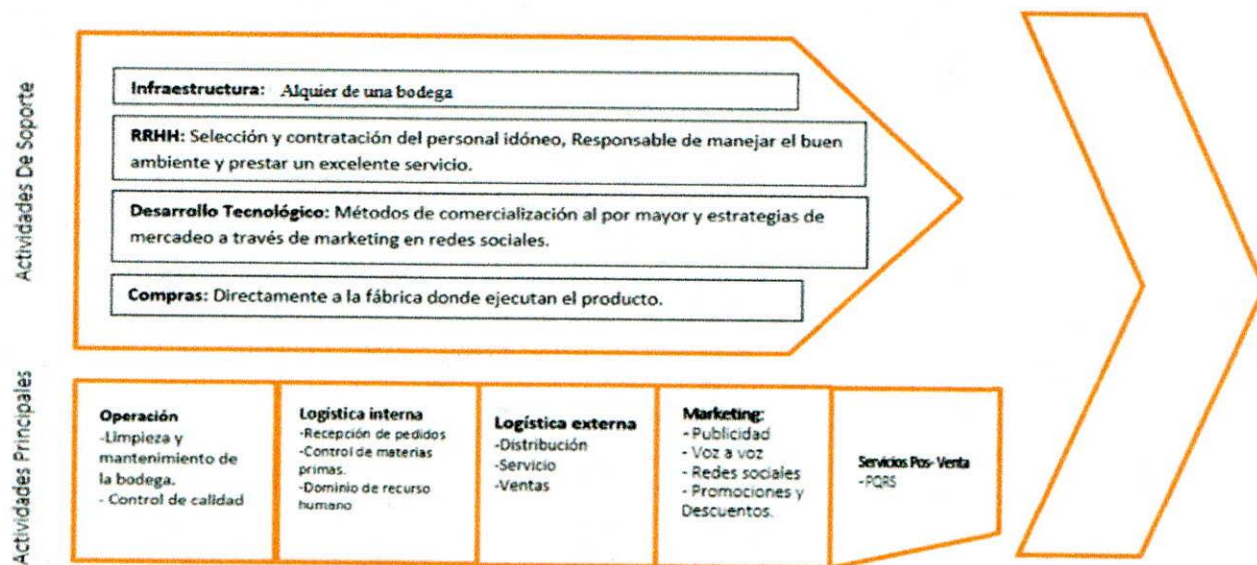 Actividades De Soporte
Infraestructura: Alquier de una bodega
RRHH: Selección y contratación del personal idóneo, Responsable de manejar el buen
ambiente y prestar un excelente servicio.
Desarrollo Tecnológico: Métodos de comercialización al por mayor y estrategias de
mercadeo a través de marketing en redes sociales.
Compras: Directamente a la fábrica donde ejecutan el producto.
Actividades Principales
Operación
-Limpieza y
mantenimiento de
la bodega.
- Control de calidad
Logística interna
-Recepción de pedidos
-Control de materias
primas.
-Dominio de recurso
humano
Logística externa
-Distribución
-Servicio
-Ventas
Marketing:
- Publicidad
- Voz a voz
- Redes sociales
- Promociones y
Descuentos.
Servicios Pos- Venta
-PQRS